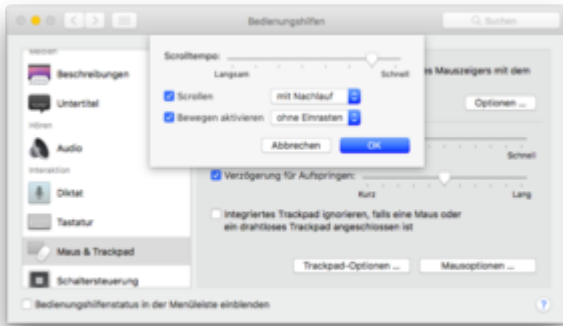 Bedienungshilfen
Suchen
Medien
Beschreibungen
Untertitel
Hören
Audio
Interaktion
Diktat
Tastatur
Maus & Trackpad
Schaltersteuerung
Scrolltempo:
Langsam
Schnell
Scrollen
mit Nachlauf
Bewegen aktivieren
ohne Einrasten
Abbrechen
OK
es Mauszeigers mit dem
Optionen ...
Schnell
Verzögerung für Aufspringen:
Kurz
Lang
Integriertes Trackpad ignorieren, falls eine Maus oder
ein drahtloses Trackpad angeschlossen ist
Trackpad-Optionen ...
Mausoptionen ...
Bedienungshilfenstatus in der Menüleiste einblenden
?